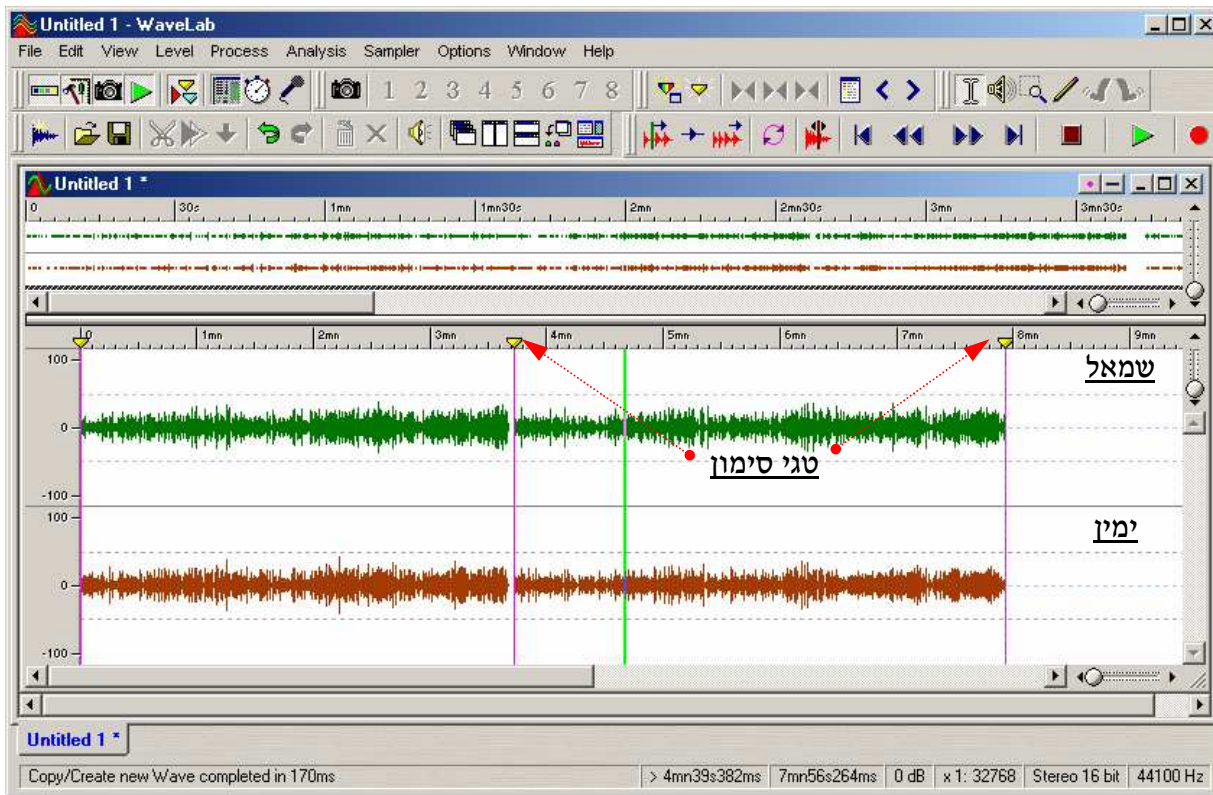 Untitled 1 - WaveLab
File Edit View Level Process Analysis Sampler Options Window Help
1 2 3 4 5 6 7 8
Untitled 1 *
0 30s 1mn 1mn30s 2mn 2mn30s 3mn 3mn30s
0 1mn 2mn 3mn 4mn 5mn 6mn 7mn 8mn 9mn
100
שמאל
0
טגי סימון
-100
100
ימין
0
-100
Untitled 1 *
Copy/Create new Wave completed in 170ms > 4mn39s382ms 7mn56s264ms 0 dB x 1: 32768 Stereo 16 bit 44100 Hz